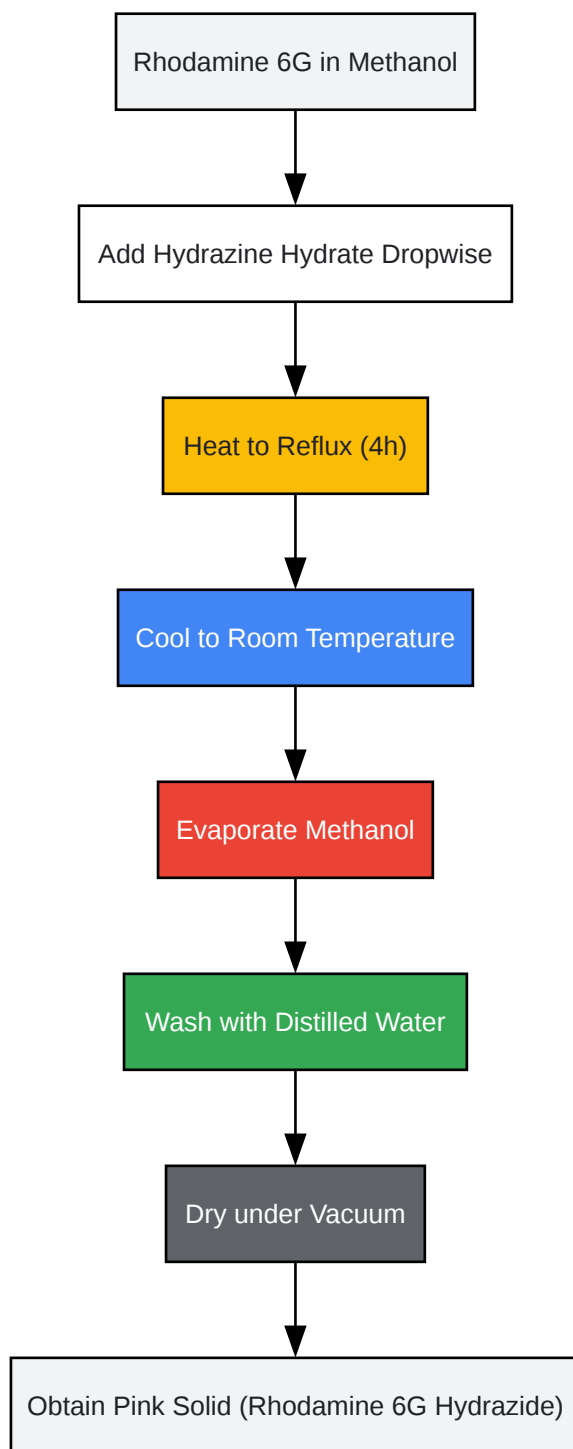 Rhodamine 6G in Methanol
Add Hydrazine Hydrate Dropwise
Heat to Reflux (4h)
Cool to Room Temperature
Evaporate Methanol
Wash with Distilled Water
Dry under Vacuum
Obtain Pink Solid (Rhodamine 6G Hydrazide)